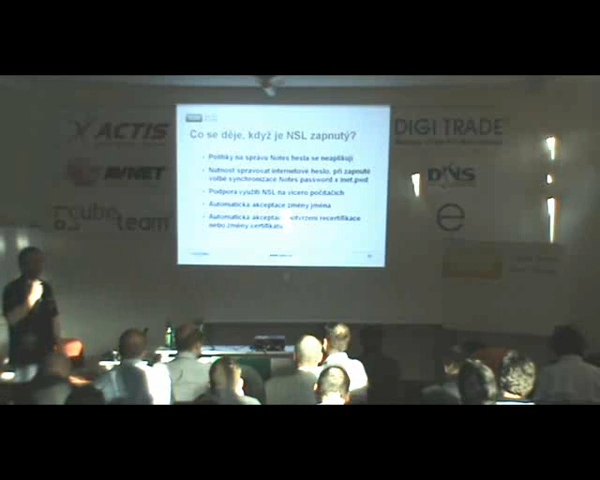 Co se děje, když je NSL zapnutý?
Politiky na správu Notes hesla se neaplikují
Nutnost spravovat internetové heslo, při zapnuté
volbě synchronizace Notes password a inet.pwd
Podpora využití NSL na vícero počítačích
Automatická akceptace změny jména
Automatická akceptace recertifikace
nebo změny certifikátu
ACTIS
AVNET
cube
team
DIGI TRADE
DNS
e